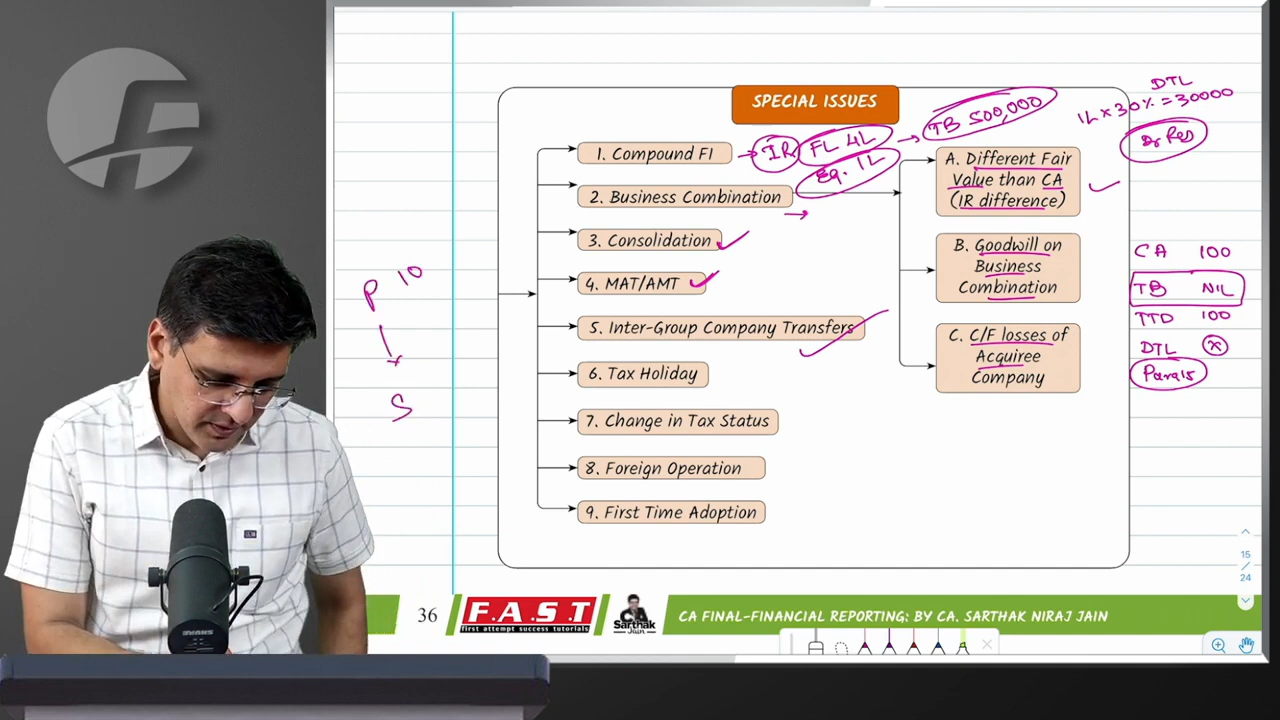 SPECIAL ISSUES
1. Compound FI
→ IR
FL 4L
Eq. 1L
→ TB 500,000
DTL
1L × 30% = 30000
Dr Res
2. Business Combination
3. Consolidation
4. MAT/AMT
5. Inter-Group Company Transfers
6. Tax Holiday
7. Change in Tax Status
8. Foreign Operation
9. First Time Adoption
A. Different Fair
Value than CA
(IR difference)
B. Goodwill on
Business
Combination
C. C/F losses of
Acquiree
Company
CA 100
TB NIL
TTD 100
DTL ×
Para 15
P 10
S
15
/
24
36
F.A.S.T
first attempt success tutorials
Sarthak
Jain
CA FINAL-FINANCIAL REPORTING: BY CA. SARTHAK NIRAJ JAIN